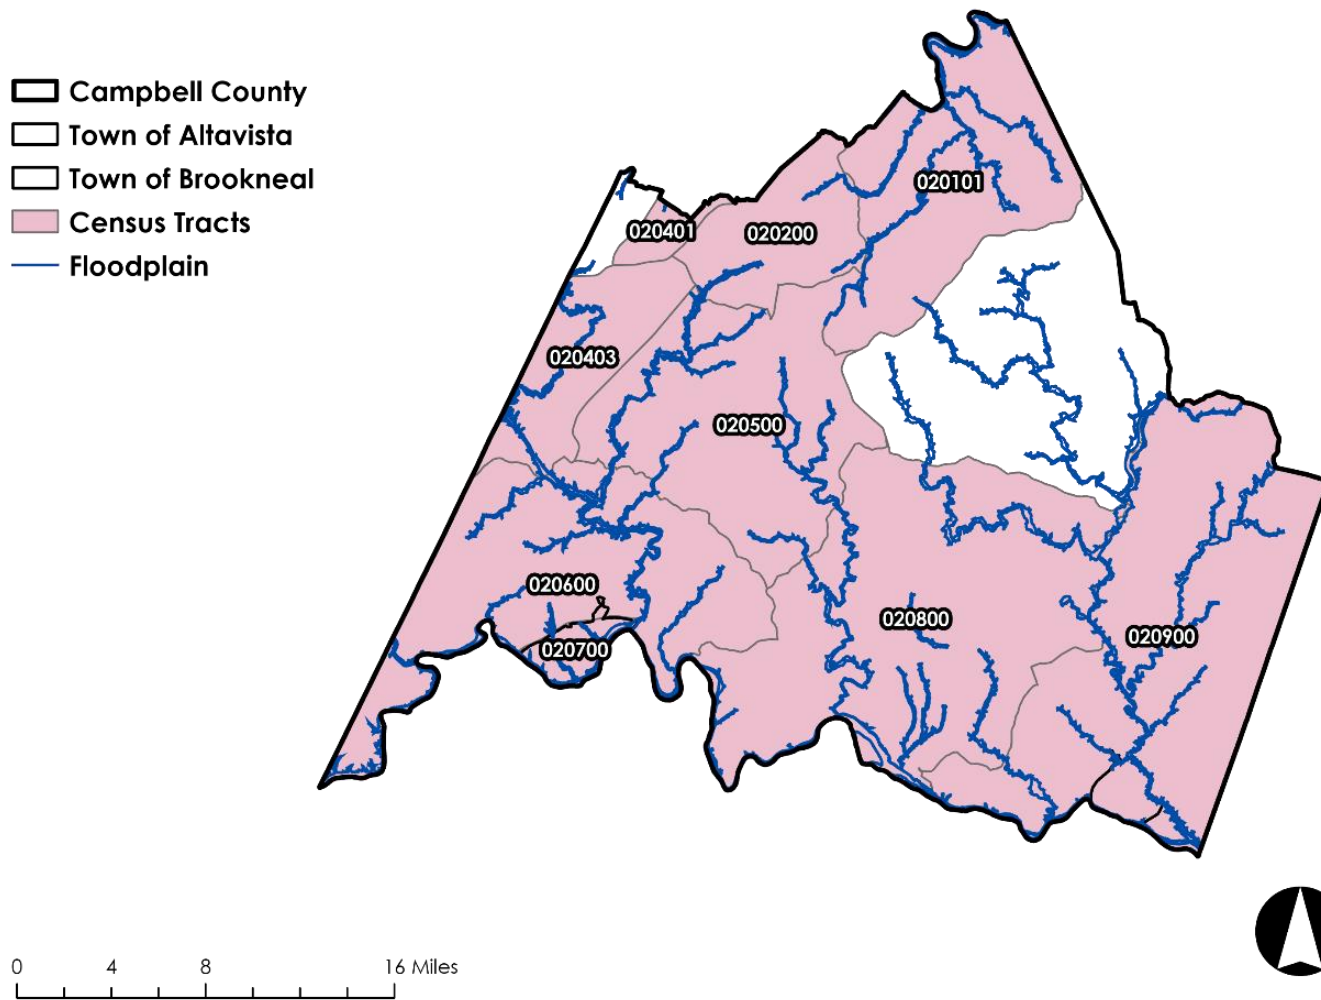 Campbell County
Town of Altavista
Town of Brookneal
Census Tracts
Floodplain
020101
020401
020200
020403
020500
020600
020800
020700
020900
0 4 8 16 Miles